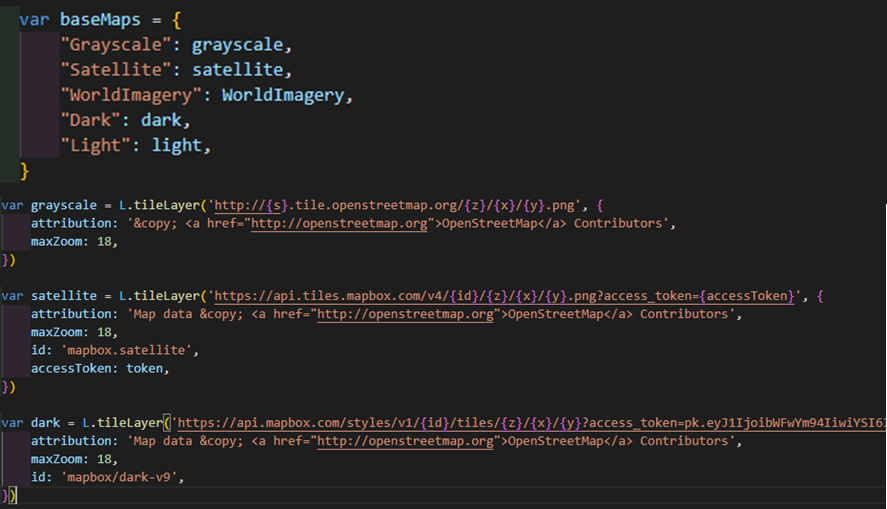 var baseMaps = {
"Grayscale": grayscale,
"Satellite": satellite,
"WorldImagery": WorldImagery,
"Dark": dark,
"Light": light,
}
var grayscale = L.tileLayer('http://{s}.tile.openstreetmap.org/{z}/{x}/{y}.png', {
attribution: '&copy; <a href="http://openstreetmap.org">OpenStreetMap</a> Contributors',
maxZoom: 18,
})
var satellite = L.tileLayer('https://api.tiles.mapbox.com/v4/{id}/{z}/{x}/{y}.png?access_token={accessToken}', {
attribution: 'Map data &copy; <a href="http://openstreetmap.org">OpenStreetMap</a> Contributors',
maxZoom: 18,
id: 'mapbox.satellite',
accessToken: token,
})
var dark = L.tileLayer('https://api.mapbox.com/styles/v1/{id}/tiles/{z}/{x}/{y}?access_token=pk.eyJ1IjoibWFwYm94IiwiYSI6I
attribution: 'Map data &copy; <a href="http://openstreetmap.org">OpenStreetMap</a> Contributors',
maxZoom: 18,
id: 'mapbox/dark-v9',
})